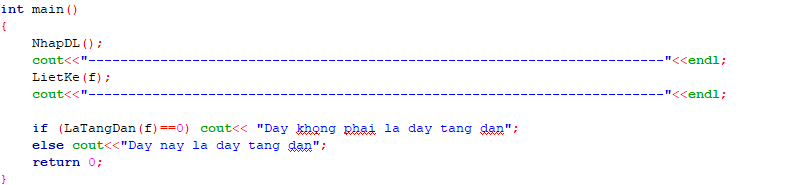 int main()
{
NhapDL();
cout<<"------------------------------------------------------------------------"<<endl;
LietKe(f);
cout<<"------------------------------------------------------------------------"<<endl;
if (LaTangDan(f)==0) cout<< "Day khong phai la day tang dan";
else cout<<"Day nay la day tang dan";
return 0;
}